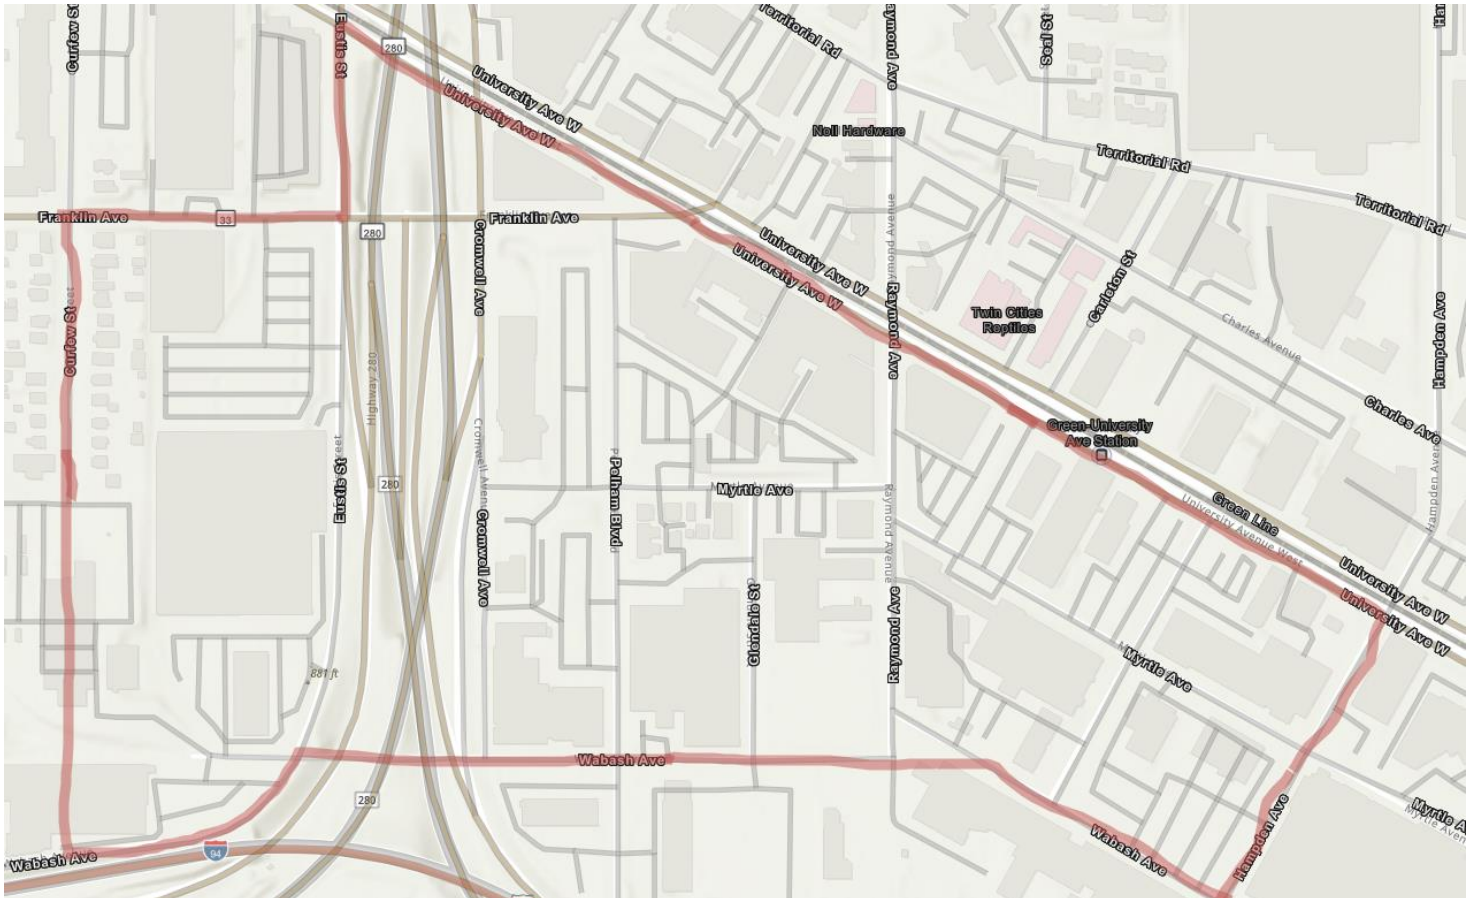 Curfew St
Eustis St
280
University Ave W
University Ave W
Territorial Rd
Raymond Ave
Seal St
Noll Hardware
Territorial Rd
Territorial Rd
Franklin Ave
33
280
Franklin Ave
Cromwell Ave
University Ave W
University Ave W
Raymond Avenue
Raymond Ave
Twin Cities
Reptiles
Carleton St
Charles Avenue
Hampden Ave
Curfew St
Highway 280
Charles Ave
Green-University
Ave Station
Cromwell Avenue
Eustis St
280
Pelham Blvd
Myrtle Ave
Hampden Avenue
Green Line
University Avenue West
Raymond Avenue
Cromwell Ave
University Ave W
University Ave W
Glendale St
Raymond Ave
Myrtle Ave
881 ft
Wabash Ave
280
Myrtle A
Myrtle Aven
Wabash Ave
Hampden Ave
94
Wabash Ave